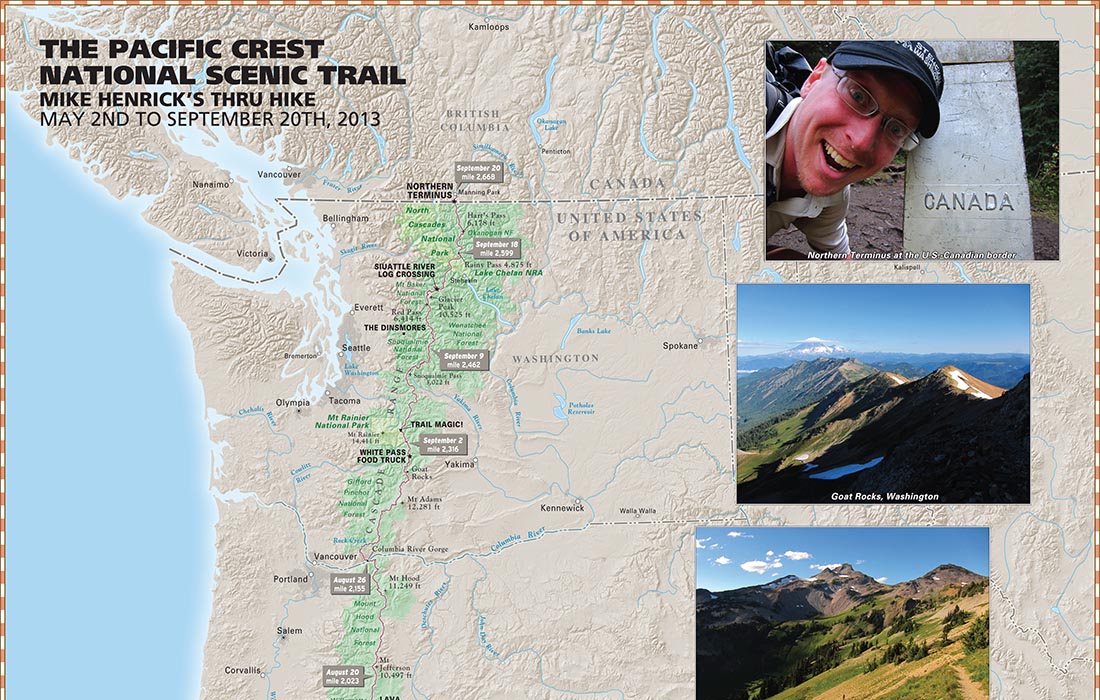 THE PACIFIC CREST
NATIONAL SCENIC TRAIL
MIKE HENRICK'S THRU HIKE
MAY 2ND TO SEPTEMBER 20TH, 2013
Kamloops
BRITISH
COLUMBIA
Okanagan
Lake
Penticton
Similkameen River
September 20
mile 2,668
Manning Park
NORTHERN
TERMINUS
Vancouver
Nanaimo
Fraser River
CANADA
UNITED STATES
OF AMERICA
Bellingham
Victoria
Skagit River
North
Cascades
National
Park
Hart's Pass
6,178 ft
Okanogan NF
September 18
mile 2,599
Rainy Pass 4,875 ft
Lake Chelan NRA
SIUATTLE RIVER
LOG CROSSING
Stehekin
Lake
Chelan
Mt Baker
National
Forest
Glacier
Peak
10,525 ft
Red Pass
6,414 ft
Everett
THE DINSMORES
Wenatchee
National
Forest
Snoqualmie
National
Forest
Banks Lake
Spokane
Seattle
Bremerton
Lake
Washington
September 9
mile 2,462
WASHINGTON
Snoqualmie Pass
3,022 ft
Columbia River
Yakima River
Potholes
Reservoir
Olympia
Tacoma
Chehalis
River
Mt Rainier
National Park
Mt Rainier
14,411 ft
TRAIL MAGIC!
September 2
mile 2,316
WHITE PASS
FOOD TRUCK
Yakima
Goat
Rocks
Cowlitz
River
Gifford
Pinchot
National
Forest
CASCADE RANGE
Mt Adams
12,281 ft
Kennewick
Walla Walla
Rock Creek
Columbia River Gorge
Columbia River
Vancouver
Portland
August 26
mile 2,155
Mt Hood
11,249 ft
Mount
Hood
National
Forest
Deschutes River
John Day River
Salem
Mt
Jefferson
10,497 ft
Corvallis
August 20
mile 2,023
LAVA
CANADA
Northern Terminus at the U.S.-Canadian border
Kalispell
Goat Rocks, Washington